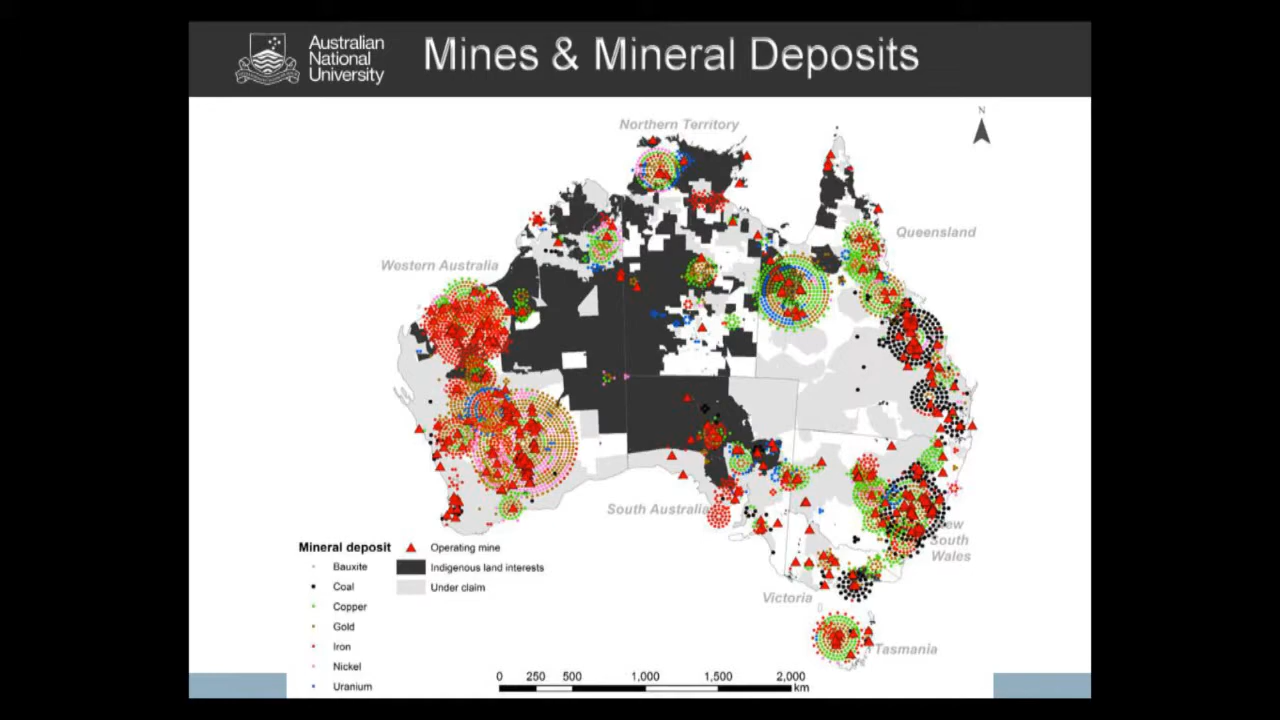 Australian
National
University
Mines & Mineral Deposits
N
Northern Territory
Queensland
Western Australia
South Australia
New
South
Wales
Victoria
Tasmania
Mineral deposit
Bauxite
Coal
Copper
Gold
Iron
Nickel
Uranium
Operating mine
Indigenous land interests
Under claim
0 250 500 1,000 1,500 2,000
km